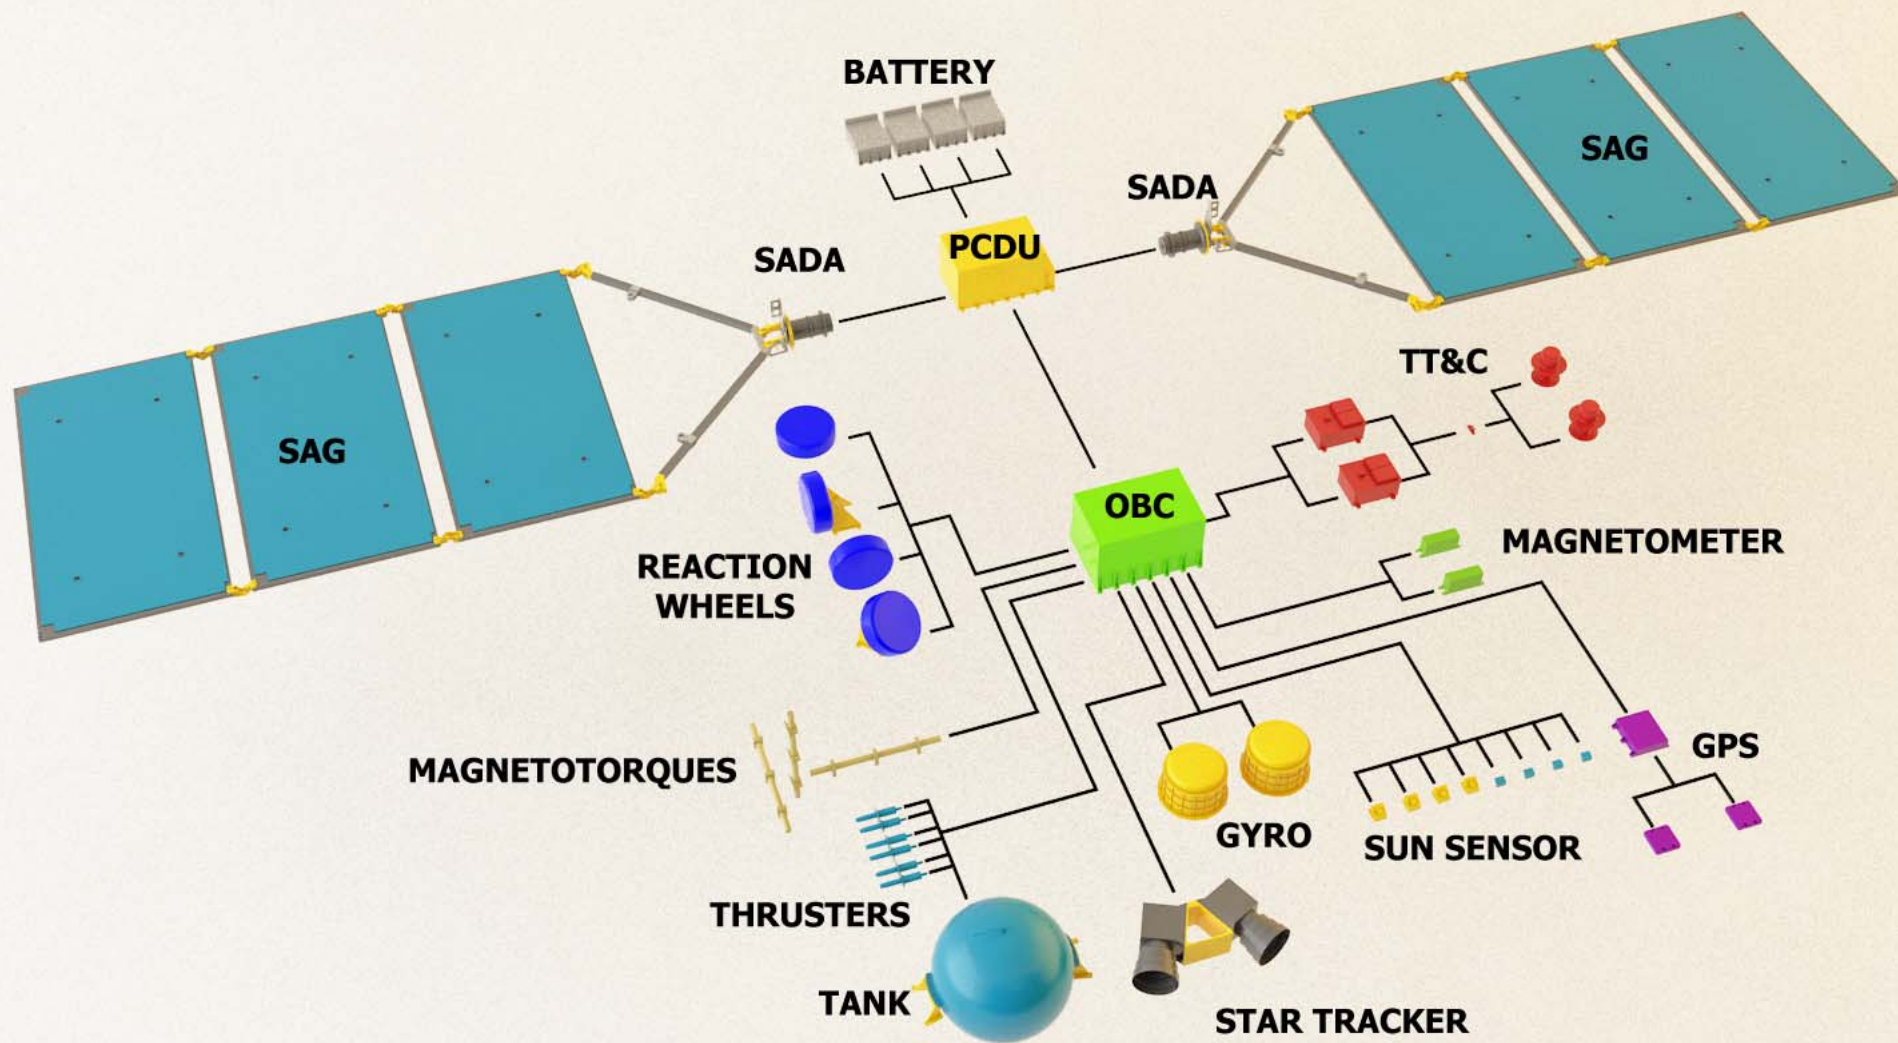 BATTERY
SAG
SADA
PCDU
SADA
TT&C
SAG
OBC
MAGNETOMETER
REACTION
WHEELS
GPS
MAGNETOTORQUES
GYRO
SUN SENSOR
THRUSTERS
TANK
STAR TRACKER